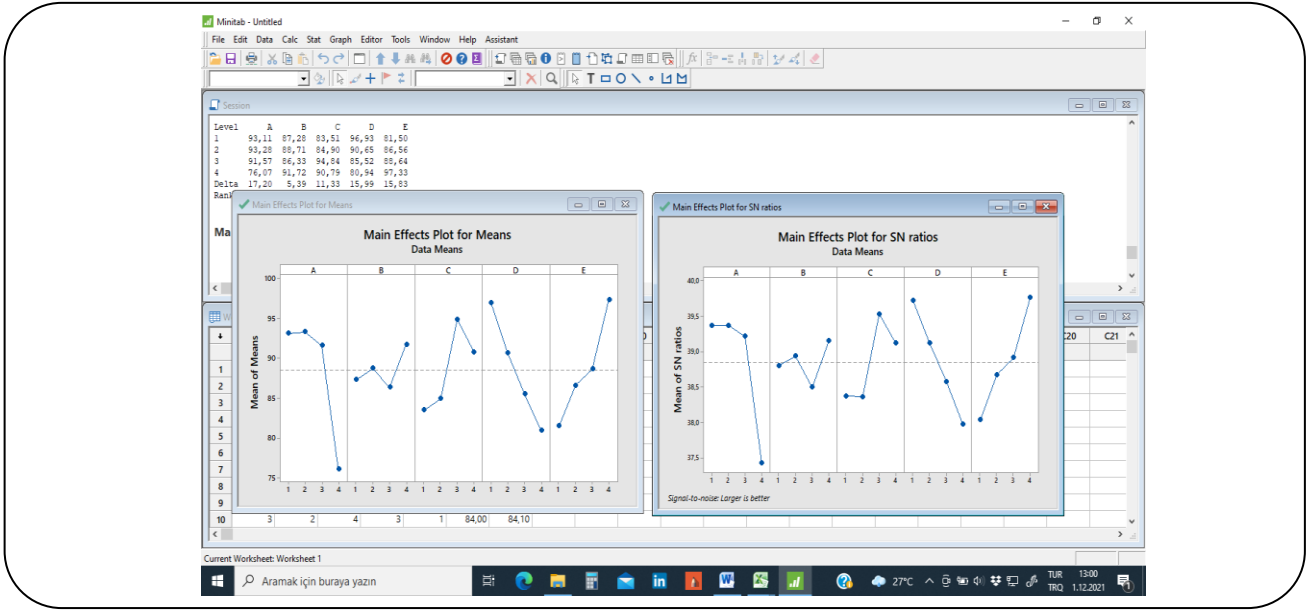 Minitab - Untitled
File Edit Data Calc Stat Graph Editor Tools Window Help Assistant
Session
Level A B C D E
1 93,11 87,28 83,51 96,93 81,50
2 93,28 88,71 84,90 90,65 86,56
3 91,57 86,33 94,84 85,52 88,64
4 76,07 91,72 90,79 80,94 97,33
Delta 17,20 5,39 11,33 15,99 15,83
Rank
Ma
Main Effects Plot for Means
Main Effects Plot for Means
Data Means
A B C D E
100
95
90
85
80
75
Mean of Means
1 2 3 4 1 2 3 4 1 2 3 4 1 2 3 4 1 2 3 4
Main Effects Plot for SN ratios
Main Effects Plot for SN ratios
Data Means
A B C D E
40,0
39,5
39,0
38,5
38,0
37,5
Mean of SN ratios
1 2 3 4 1 2 3 4 1 2 3 4 1 2 3 4 1 2 3 4
Signal-to-noise: Larger is better
W
C20 C21
1
2
3
4
5
6
7
8
9
10 3 2 4 3 1 84,00 84,10
Current Worksheet: Worksheet 1
Aramak için buraya yazın
27°C
TUR 13:00
TRQ 1.12.2021